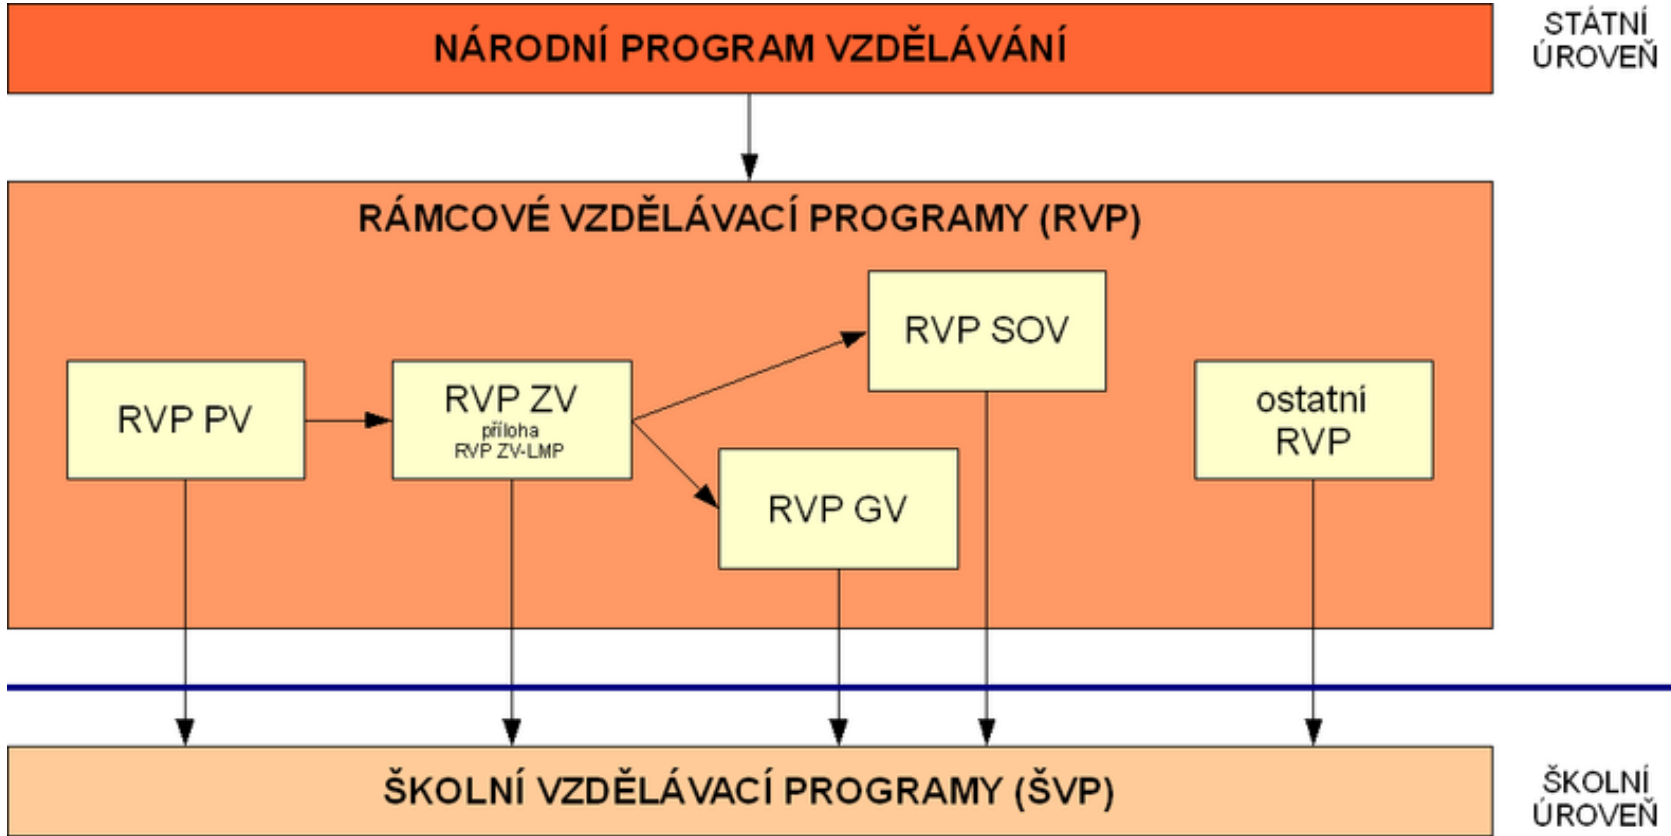 NÁRODNÍ PROGRAM VZDĚLÁVÁNÍ
STÁTNÍ
ÚROVEŇ
RÁMCOVÉ VZDĚLÁVACÍ PROGRAMY (RVP)
RVP PV
RVP ZV
příloha
RVP ZV-LMP
RVP SOV
RVP GV
ostatní
RVP
ŠKOLNÍ VZDĚLÁVACÍ PROGRAMY (ŠVP)
ŠKOLNÍ
ÚROVEŇ